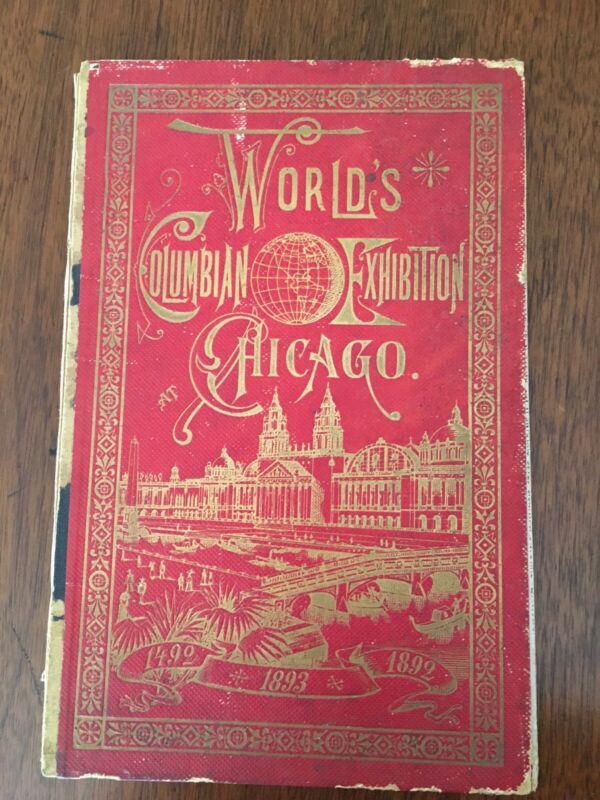 WORLD'S
COLUMBIAN EXHIBITION
AT CHICAGO.
1492 1893 1892